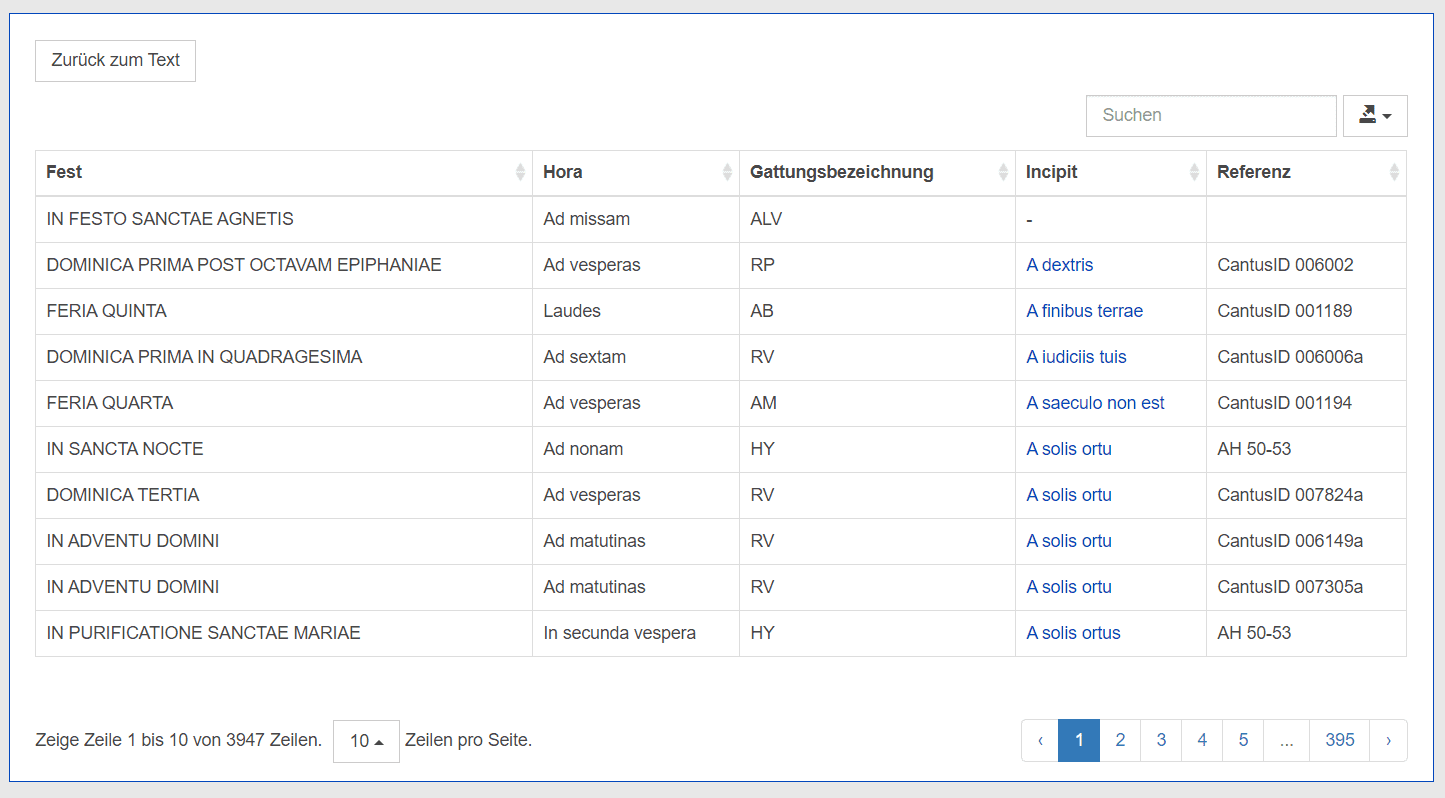 Zurück zum Text
Suchen
Fest Hora Gattungsbezeichnung Incipit Referenz
IN FESTO SANCTAE AGNETIS Ad missam ALV -
DOMINICA PRIMA POST OCTAVAM EPIPHANIAE Ad vesperas RP A dextris CantusID 006002
FERIA QUINTA Laudes AB A finibus terrae CantusID 001189
DOMINICA PRIMA IN QUADRAGESIMA Ad sextam RV A iudiciis tuis CantusID 006006a
FERIA QUARTA Ad vesperas AM A saeculo non est CantusID 001194
IN SANCTA NOCTE Ad nonam HY A solis ortu AH 50-53
DOMINICA TERTIA Ad vesperas RV A solis ortu CantusID 007824a
IN ADVENTU DOMINI Ad matutinas RV A solis ortu CantusID 006149a
IN ADVENTU DOMINI Ad matutinas RV A solis ortu CantusID 007305a
IN PURIFICATIONE SANCTAE MARIAE In secunda vespera HY A solis ortus AH 50-53
Zeige Zeile 1 bis 10 von 3947 Zeilen. 10 Zeilen pro Seite. ‹ 1 2 3 4 5 ... 395 ›